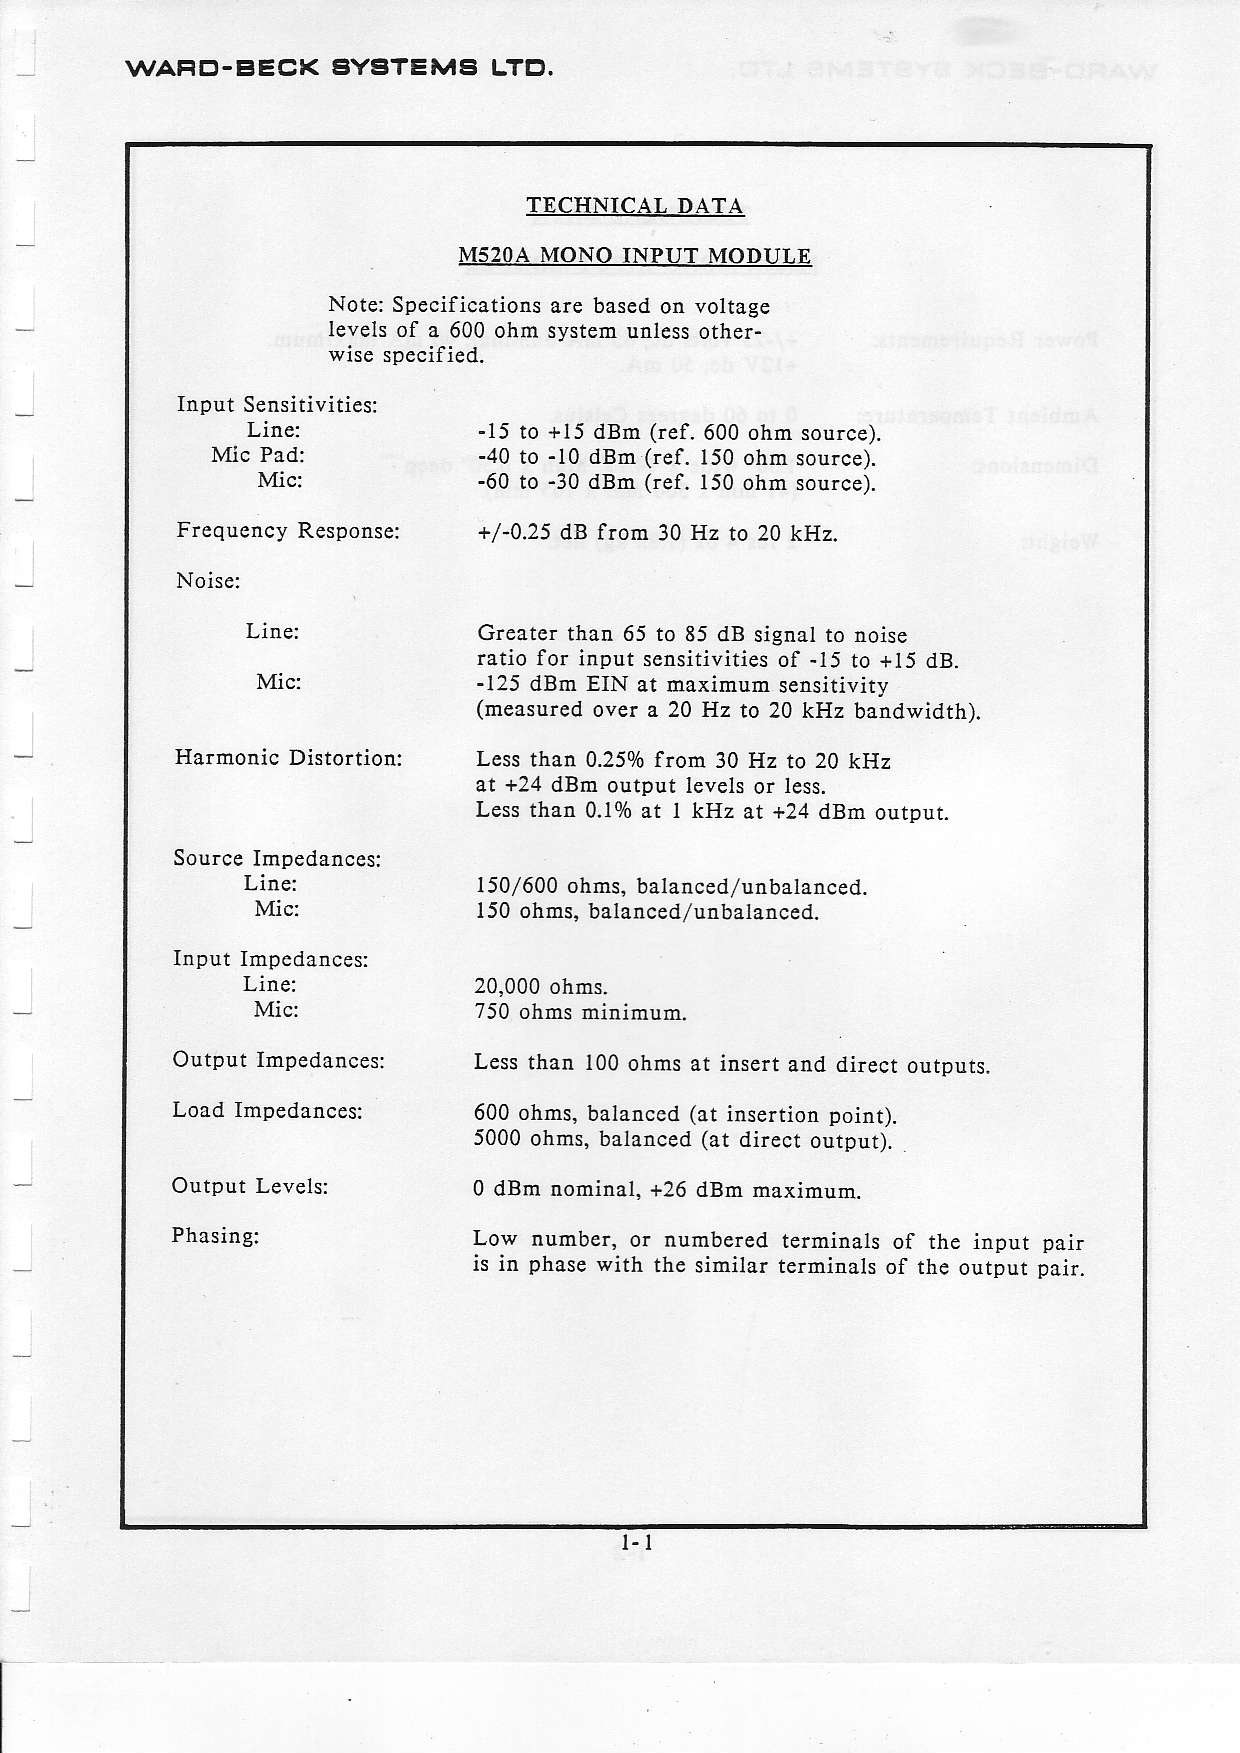 WARD-BECK SYSTEMS LTD.
TECHNICAL DATA
M520A MONO INPUT MODULE
Note: Specifications are based on voltage
levels of a 600 ohm system unless other-
wise specified.
Input Sensitivities:
Line: -15 to +15 dBm (ref. 600 ohm source).
Mic Pad: -40 to -10 dBm (ref. 150 ohm source).
Mic: -60 to -30 dBm (ref. 150 ohm source).
Frequency Response: +/-0.25 dB from 30 Hz to 20 kHz.
Noise:
Line: Greater than 65 to 85 dB signal to noise
ratio for input sensitivities of -15 to +15 dB.
Mic: -125 dBm EIN at maximum sensitivity
(measured over a 20 Hz to 20 kHz bandwidth).
Harmonic Distortion: Less than 0.25% from 30 Hz to 20 kHz
at +24 dBm output levels or less.
Less than 0.1% at 1 kHz at +24 dBm output.
Source Impedances:
Line: 150/600 ohms, balanced/unbalanced.
Mic: 150 ohms, balanced/unbalanced.
Input Impedances:
Line: 20,000 ohms.
Mic: 750 ohms minimum.
Output Impedances: Less than 100 ohms at insert and direct outputs.
Load Impedances: 600 ohms, balanced (at insertion point).
5000 ohms, balanced (at direct output).
Output Levels: 0 dBm nominal, +26 dBm maximum.
Phasing: Low number, or numbered terminals of the input pair
is in phase with the similar terminals of the output pair.
1-1